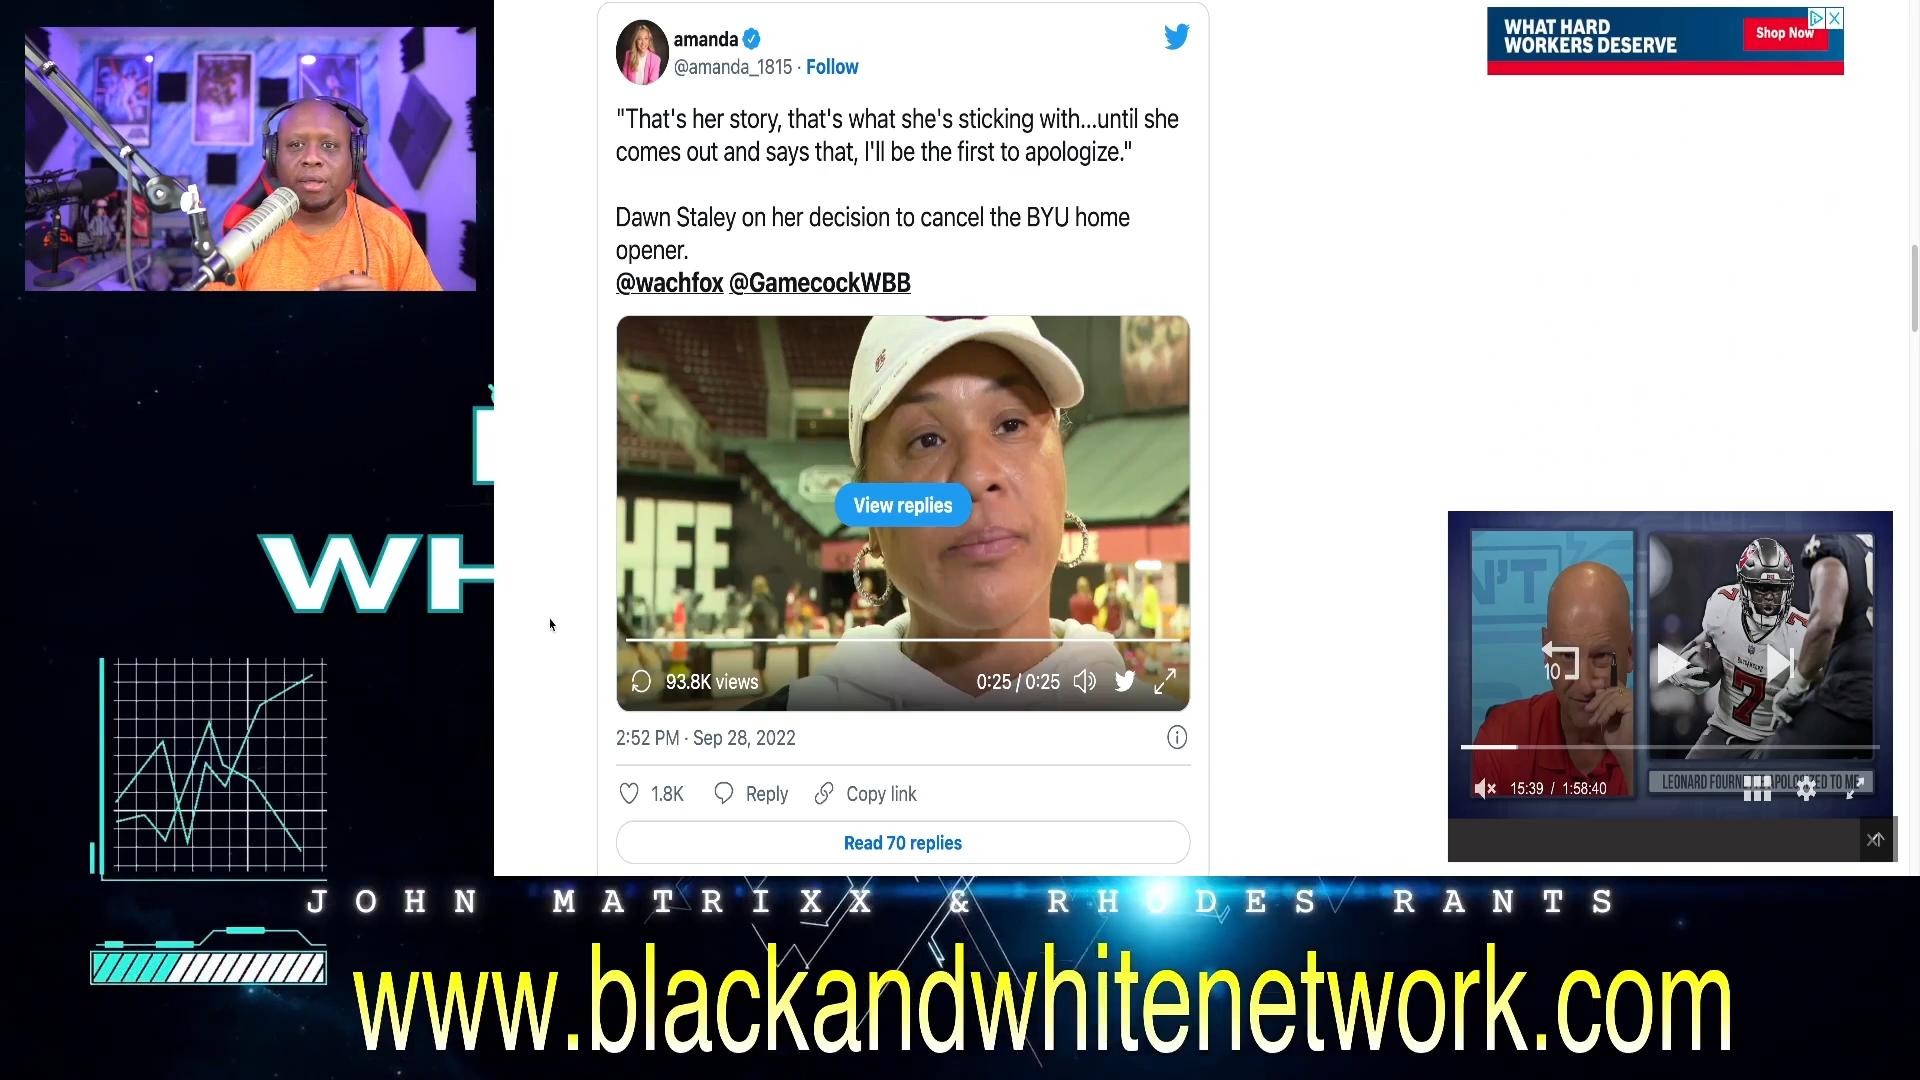 amanda
@amanda_1815 · Follow
"That's her story, that's what she's sticking with...until she
comes out and says that, I'll be the first to apologize."
Dawn Staley on her decision to cancel the BYU home
opener.
@wachfox @GamecockWBB
View replies
93.8K views
0:25 / 0:25
2:52 PM · Sep 28, 2022
1.8K
Reply
Copy link
Read 70 replies
WHAT HARD
WORKERS DESERVE
Shop Now
N'T
10
7
7
15:39 / 1:58:40
WH
JOHN MATRIXX & RHODES RANTS
www.blackandwhitenetwork.com